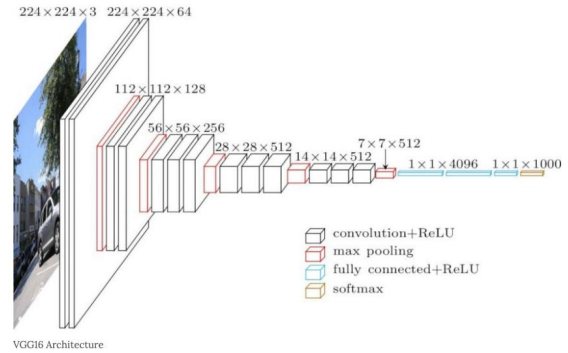 224×224×3
224×224×64
112×112×128
56×56×256
28×28×512
14×14×512
7×7×512
1×1×4096
1×1×1000
convolution+ReLU
max pooling
fully connected+ReLU
softmax
VGG16 Architecture